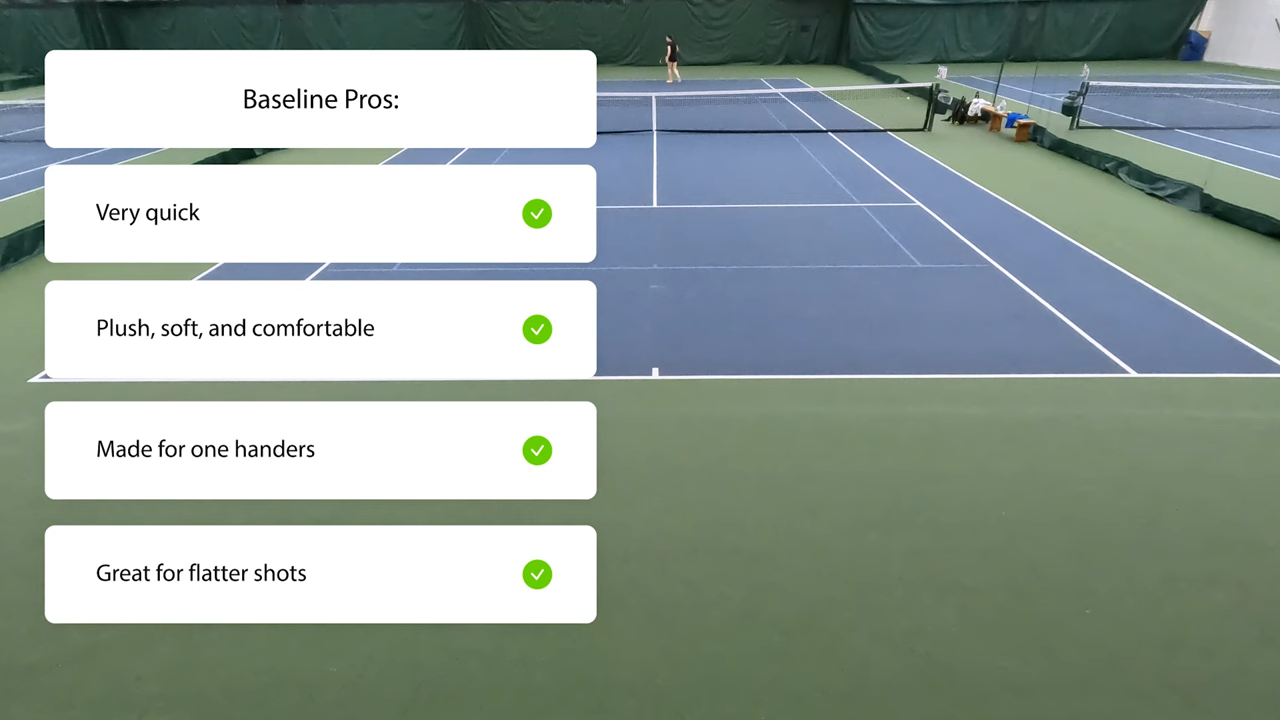 Baseline Pros:
Very quick
Plush, soft, and comfortable
Made for one handers
Great for flatter shots